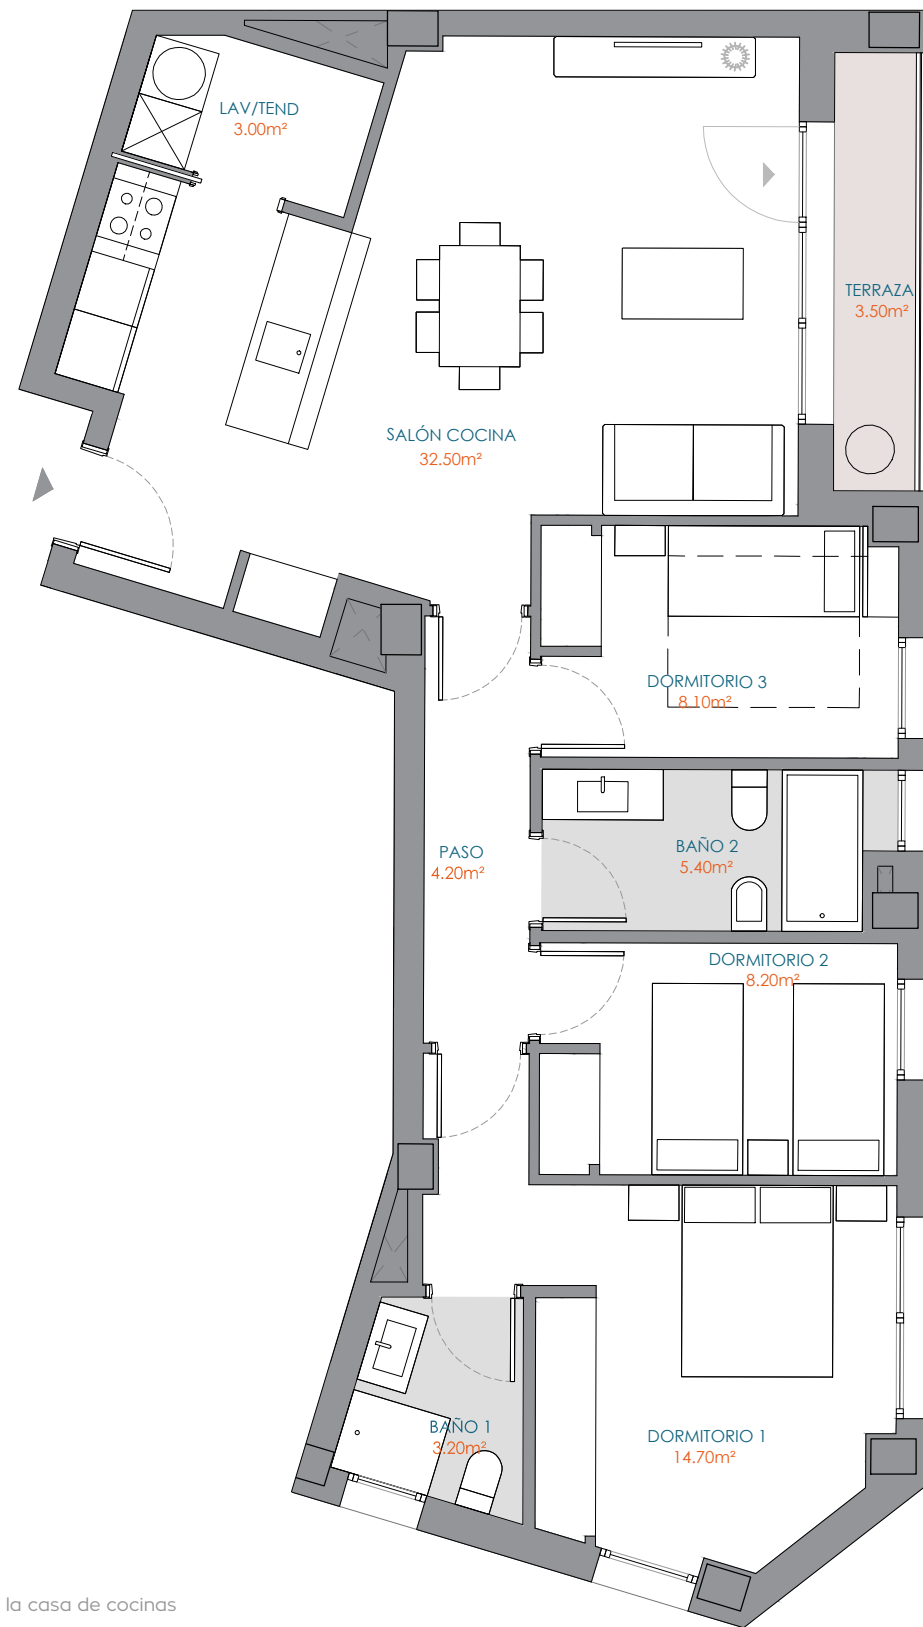 LAV/TEND
3.00m²
TERRAZA
3.50m²
SALÓN COCINA
32.50m²
DORMITORIO 3
8.10m²
PASO
4.20m²
BAÑO 2
5.40m²
DORMITORIO 2
8.20m²
BAÑO 1
3.20m²
DORMITORIO 1
14.70m²
la casa de cocinas